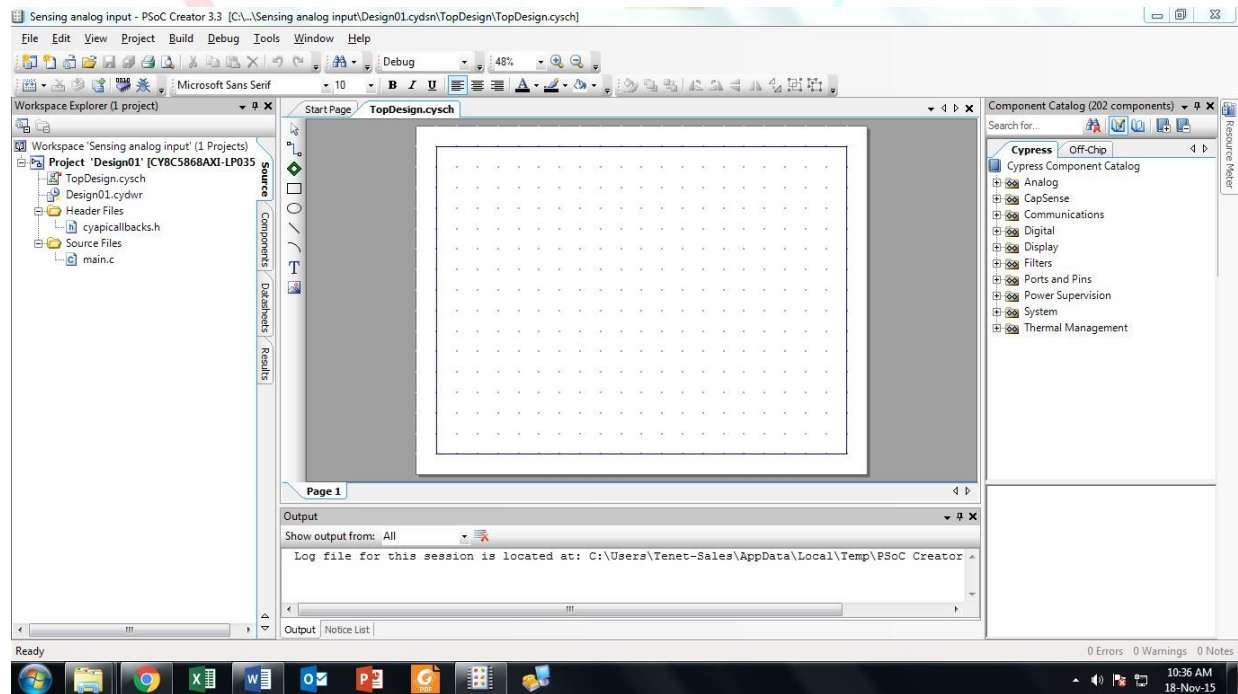 Sensing analog input - PSoC Creator 3.3 [C:\...\Sensing analog input\Design01.cydsn\TopDesign\TopDesign.cysch]
File Edit View Project Build Debug Tools Window Help
Debug 48%
Microsoft Sans Serif 10 B I U A
Workspace Explorer (1 project)
Workspace 'Sensing analog input' (1 Projects)
Project 'Design01' [CY8C5868AXI-LP035
TopDesign.cysch
Design01.cydwr
Header Files
cyapicallbacks.h
Source Files
main.c
Source
Components
Datasheets
Results
Start Page TopDesign.cysch
T
Page 1
Output
Show output from: All
Log file for this session is located at: C:\Users\Tenet-Sales\AppData\Local\Temp\PSoC Creator
Output Notice List
Component Catalog (202 components)
Search for...
Cypress Off-Chip
Cypress Component Catalog
Analog
CapSense
Communications
Digital
Display
Filters
Ports and Pins
Power Supervision
System
Thermal Management
Resource Meter
Ready
0 Errors 0 Warnings 0 Notes
10:36 AM
18-Nov-15